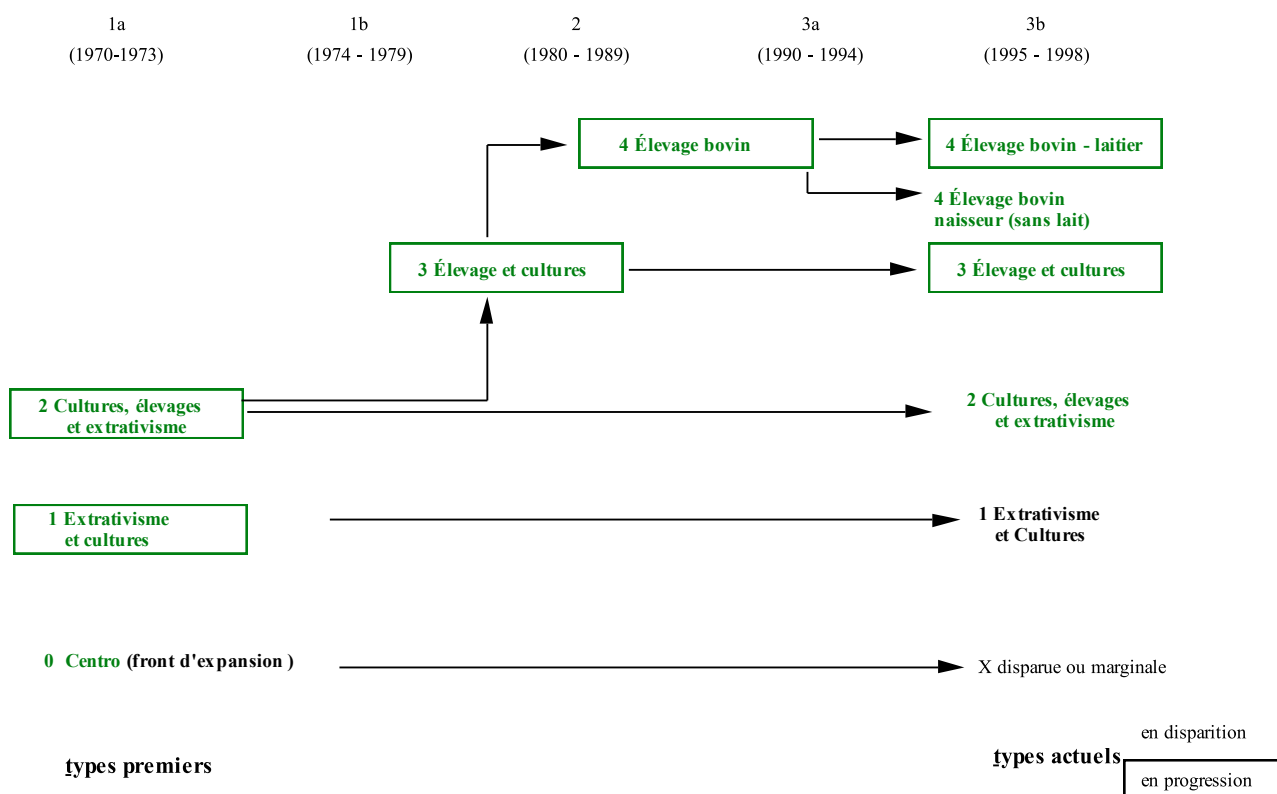 1a 1b 2 3a 3b
(1970-1973) (1974 - 1979) (1980 - 1989) (1990 - 1994) (1995 - 1998)
4 Élevage bovin 4 Élevage bovin - laitier
4 Élevage bovin
naisseur (sans lait)
3 Élevage et cultures 3 Élevage et cultures
2 Cultures, élevages
et extrativisme
2 Cultures, élevages
et extrativisme
1 Extrativisme
et cultures
1 Extrativisme
et Cultures
0 Centro (front d'expansion ) X disparue ou marginale
types premiers
types actuels
en disparition
en progression